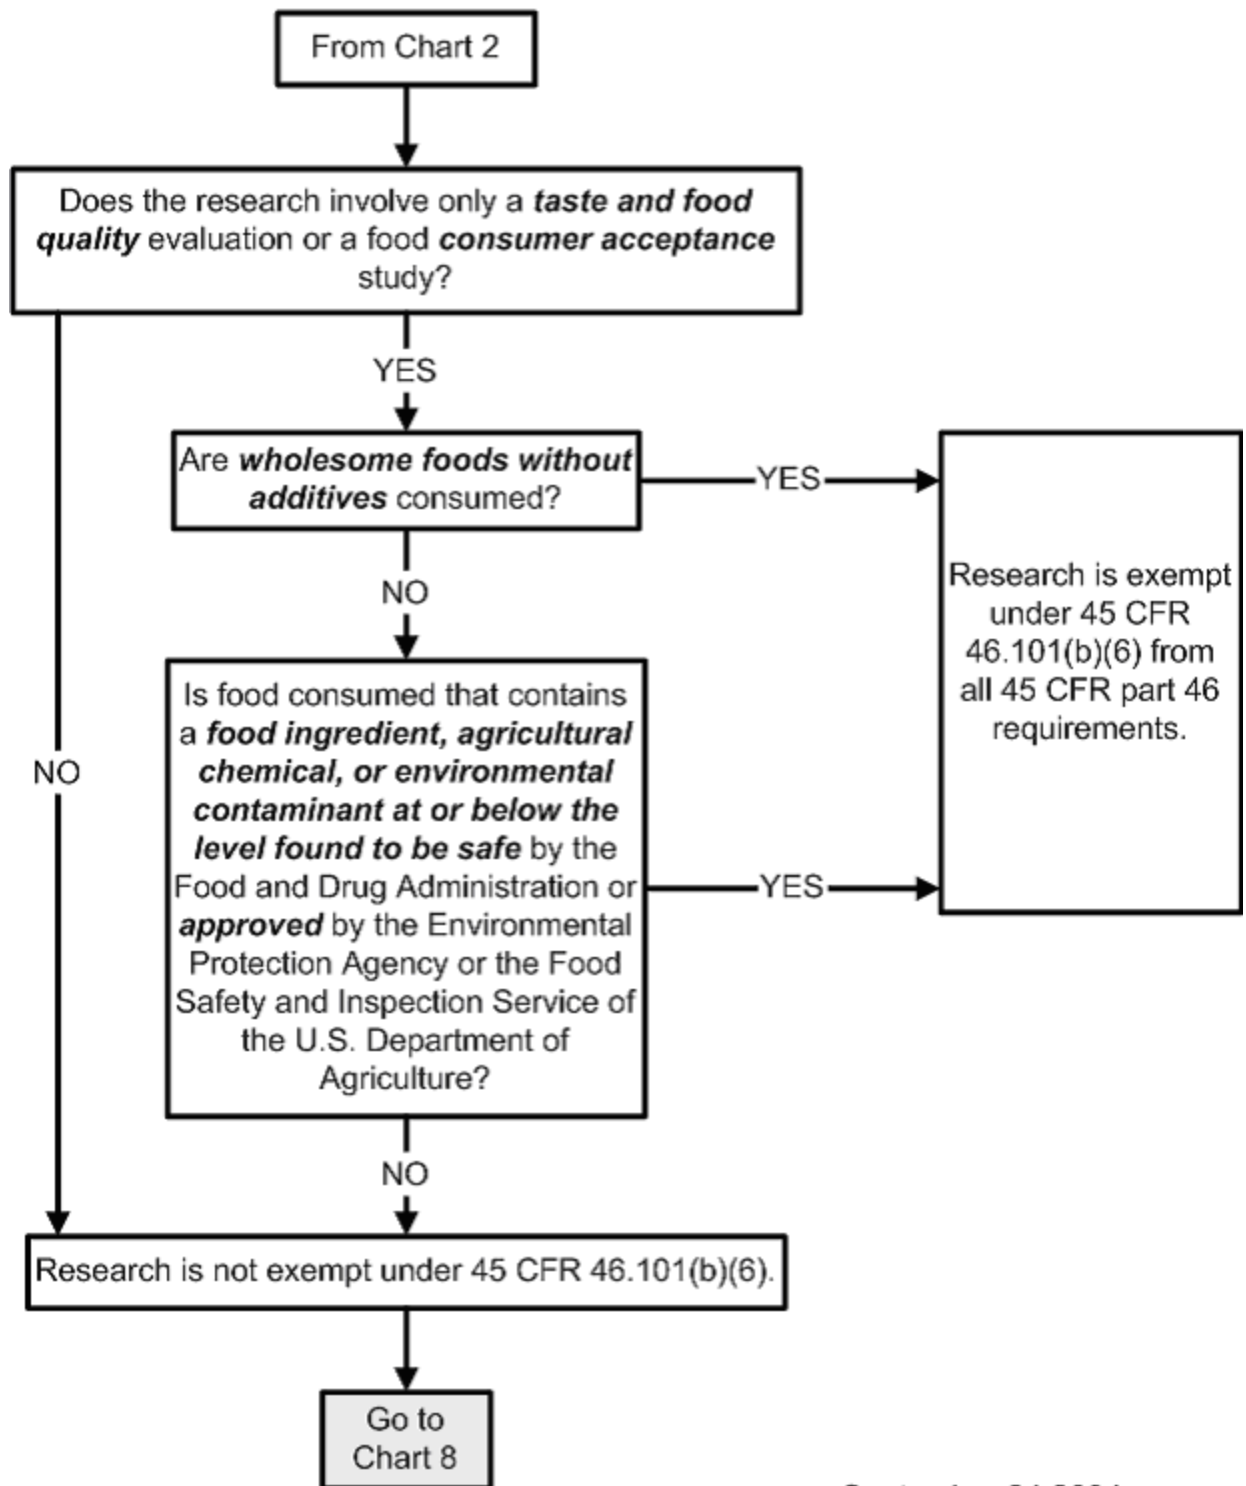 From Chart 2
Does the research involve only a taste and food
quality evaluation or a food consumer acceptance
study?
YES
Are wholesome foods without
additives consumed?
YES
NO
Research is exempt
under 45 CFR
46.101(b)(6) from
all 45 CFR part 46
requirements.
Is food consumed that contains
a food ingredient, agricultural
chemical, or environmental
contaminant at or below the
level found to be safe by the
Food and Drug Administration or
approved by the Environmental
Protection Agency or the Food
Safety and Inspection Service of
the U.S. Department of
Agriculture?
NO
YES
NO
Research is not exempt under 45 CFR 46.101(b)(6).
Go to
Chart 8